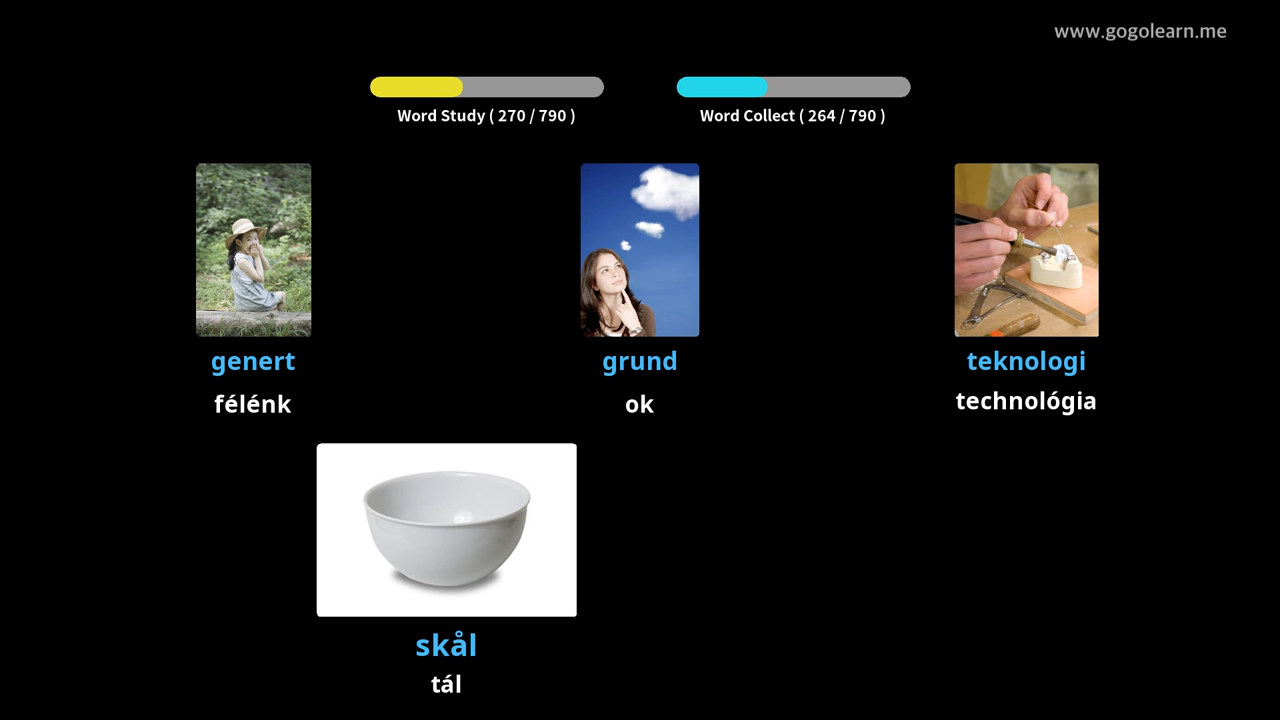 www.gogolearn.me
Word Study ( 270 / 790 )
Word Collect ( 264 / 790 )
genert
grund
teknologi
félénk
ok
technológia
skål
tál